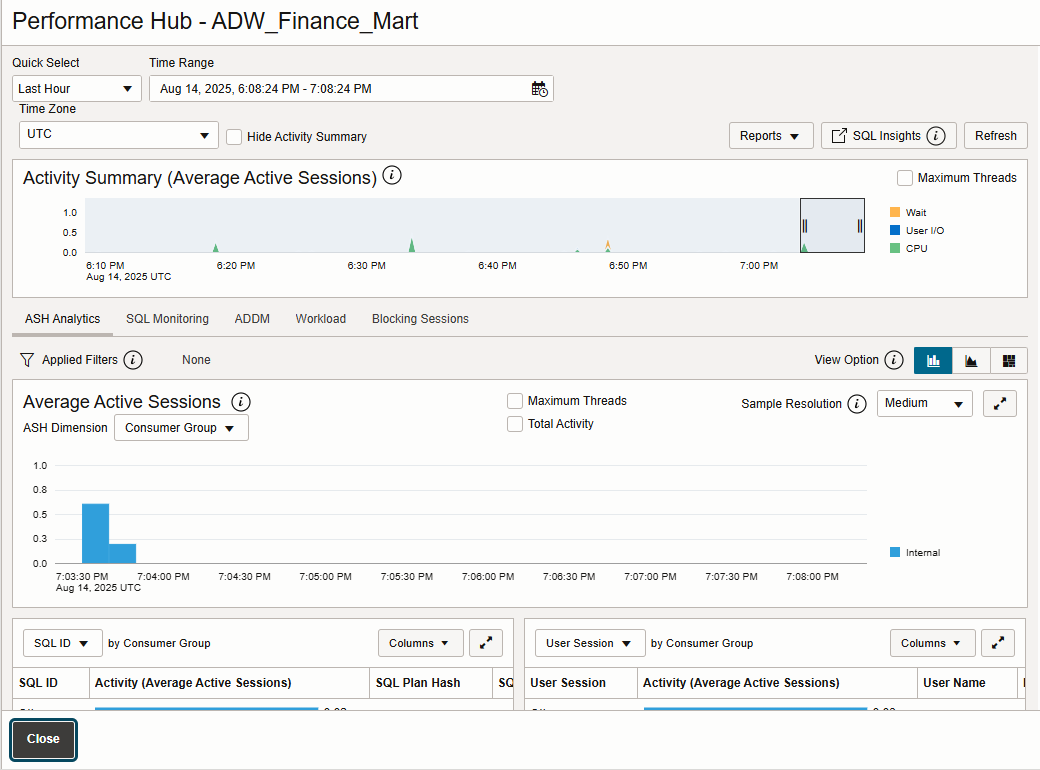 Performance Hub - ADW_Finance_Mart
Quick Select
Time Range
Last Hour
Aug 14, 2025, 6:08:24 PM - 7:08:24 PM
Time Zone
UTC
Hide Activity Summary
Reports
SQL Insights
Refresh
Activity Summary (Average Active Sessions)
Maximum Threads
1.0
0.5
0.0
Wait
User I/O
CPU
6:10 PM 6:20 PM 6:30 PM 6:40 PM 6:50 PM 7:00 PM
Aug 14, 2025 UTC
ASH Analytics SQL Monitoring ADDM Workload Blocking Sessions
Applied Filters None
View Option
Average Active Sessions
Maximum Threads
Sample Resolution
Medium
ASH Dimension
Consumer Group
Total Activity
1.0
0.8
0.5
0.3
0.0
Internal
7:03:30 PM 7:04:00 PM 7:04:30 PM 7:05:00 PM 7:05:30 PM 7:06:00 PM 7:06:30 PM 7:07:00 PM 7:07:30 PM 7:08:00 PM
Aug 14, 2025 UTC
SQL ID by Consumer Group Columns
SQL ID Activity (Average Active Sessions) SQL Plan Hash SQ
User Session by Consumer Group Columns
User Session Activity (Average Active Sessions) User Name
Close